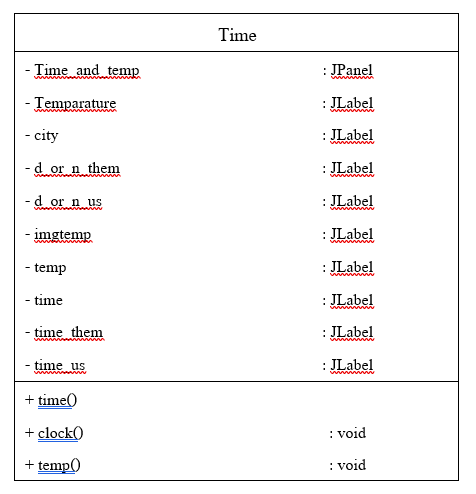 Time
- Time_and_temp : JPanel
- Temparature : JLabel
- city : JLabel
- d_or_n_them : JLabel
- d_or_n_us : JLabel
- imgtemp : JLabel
- temp : JLabel
- time : JLabel
- time_them : JLabel
- time_us : JLabel
+ time()
+ clock() : void
+ temp() : void